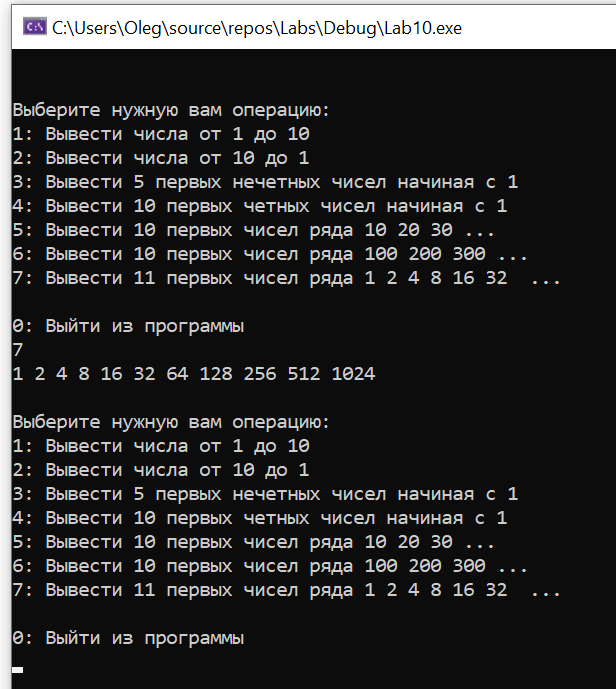 C:\Users\Oleg\source\repos\Labs\Debug\Lab10.exe
Выберите нужную вам операцию:
1: Вывести числа от 1 до 10
2: Вывести числа от 10 до 1
3: Вывести 5 первых нечетных чисел начиная с 1
4: Вывести 10 первых четных чисел начиная с 1
5: Вывести 10 первых чисел ряда 10 20 30 ...
6: Вывести 10 первых чисел ряда 100 200 300 ...
7: Вывести 11 первых чисел ряда 1 2 4 8 16 32  ...
0: Выйти из программы
7
1 2 4 8 16 32 64 128 256 512 1024
Выберите нужную вам операцию:
1: Вывести числа от 1 до 10
2: Вывести числа от 10 до 1
3: Вывести 5 первых нечетных чисел начиная с 1
4: Вывести 10 первых четных чисел начиная с 1
5: Вывести 10 первых чисел ряда 10 20 30 ...
6: Вывести 10 первых чисел ряда 100 200 300 ...
7: Вывести 11 первых чисел ряда 1 2 4 8 16 32  ...
0: Выйти из программы